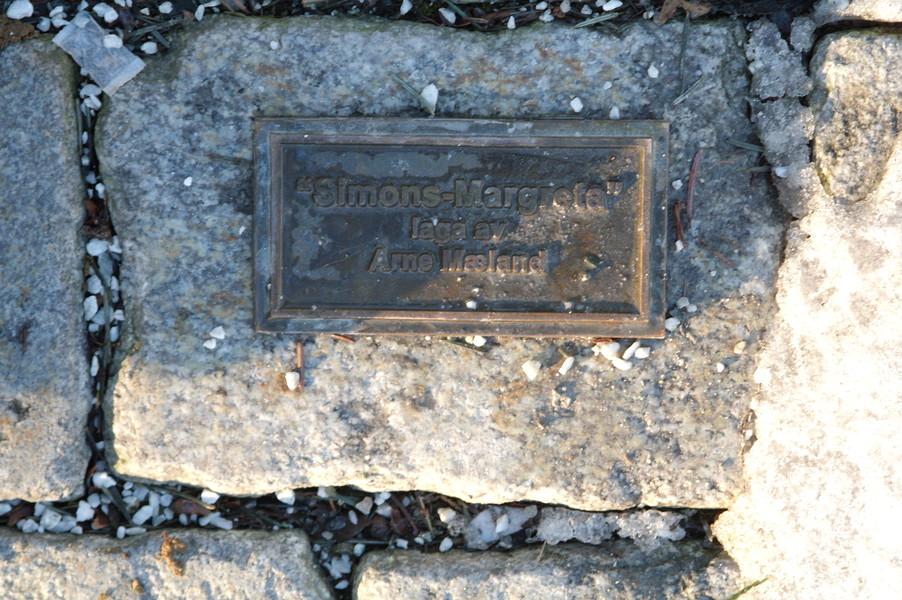 "Simons-Margreta"
laga av
Arne Mæland